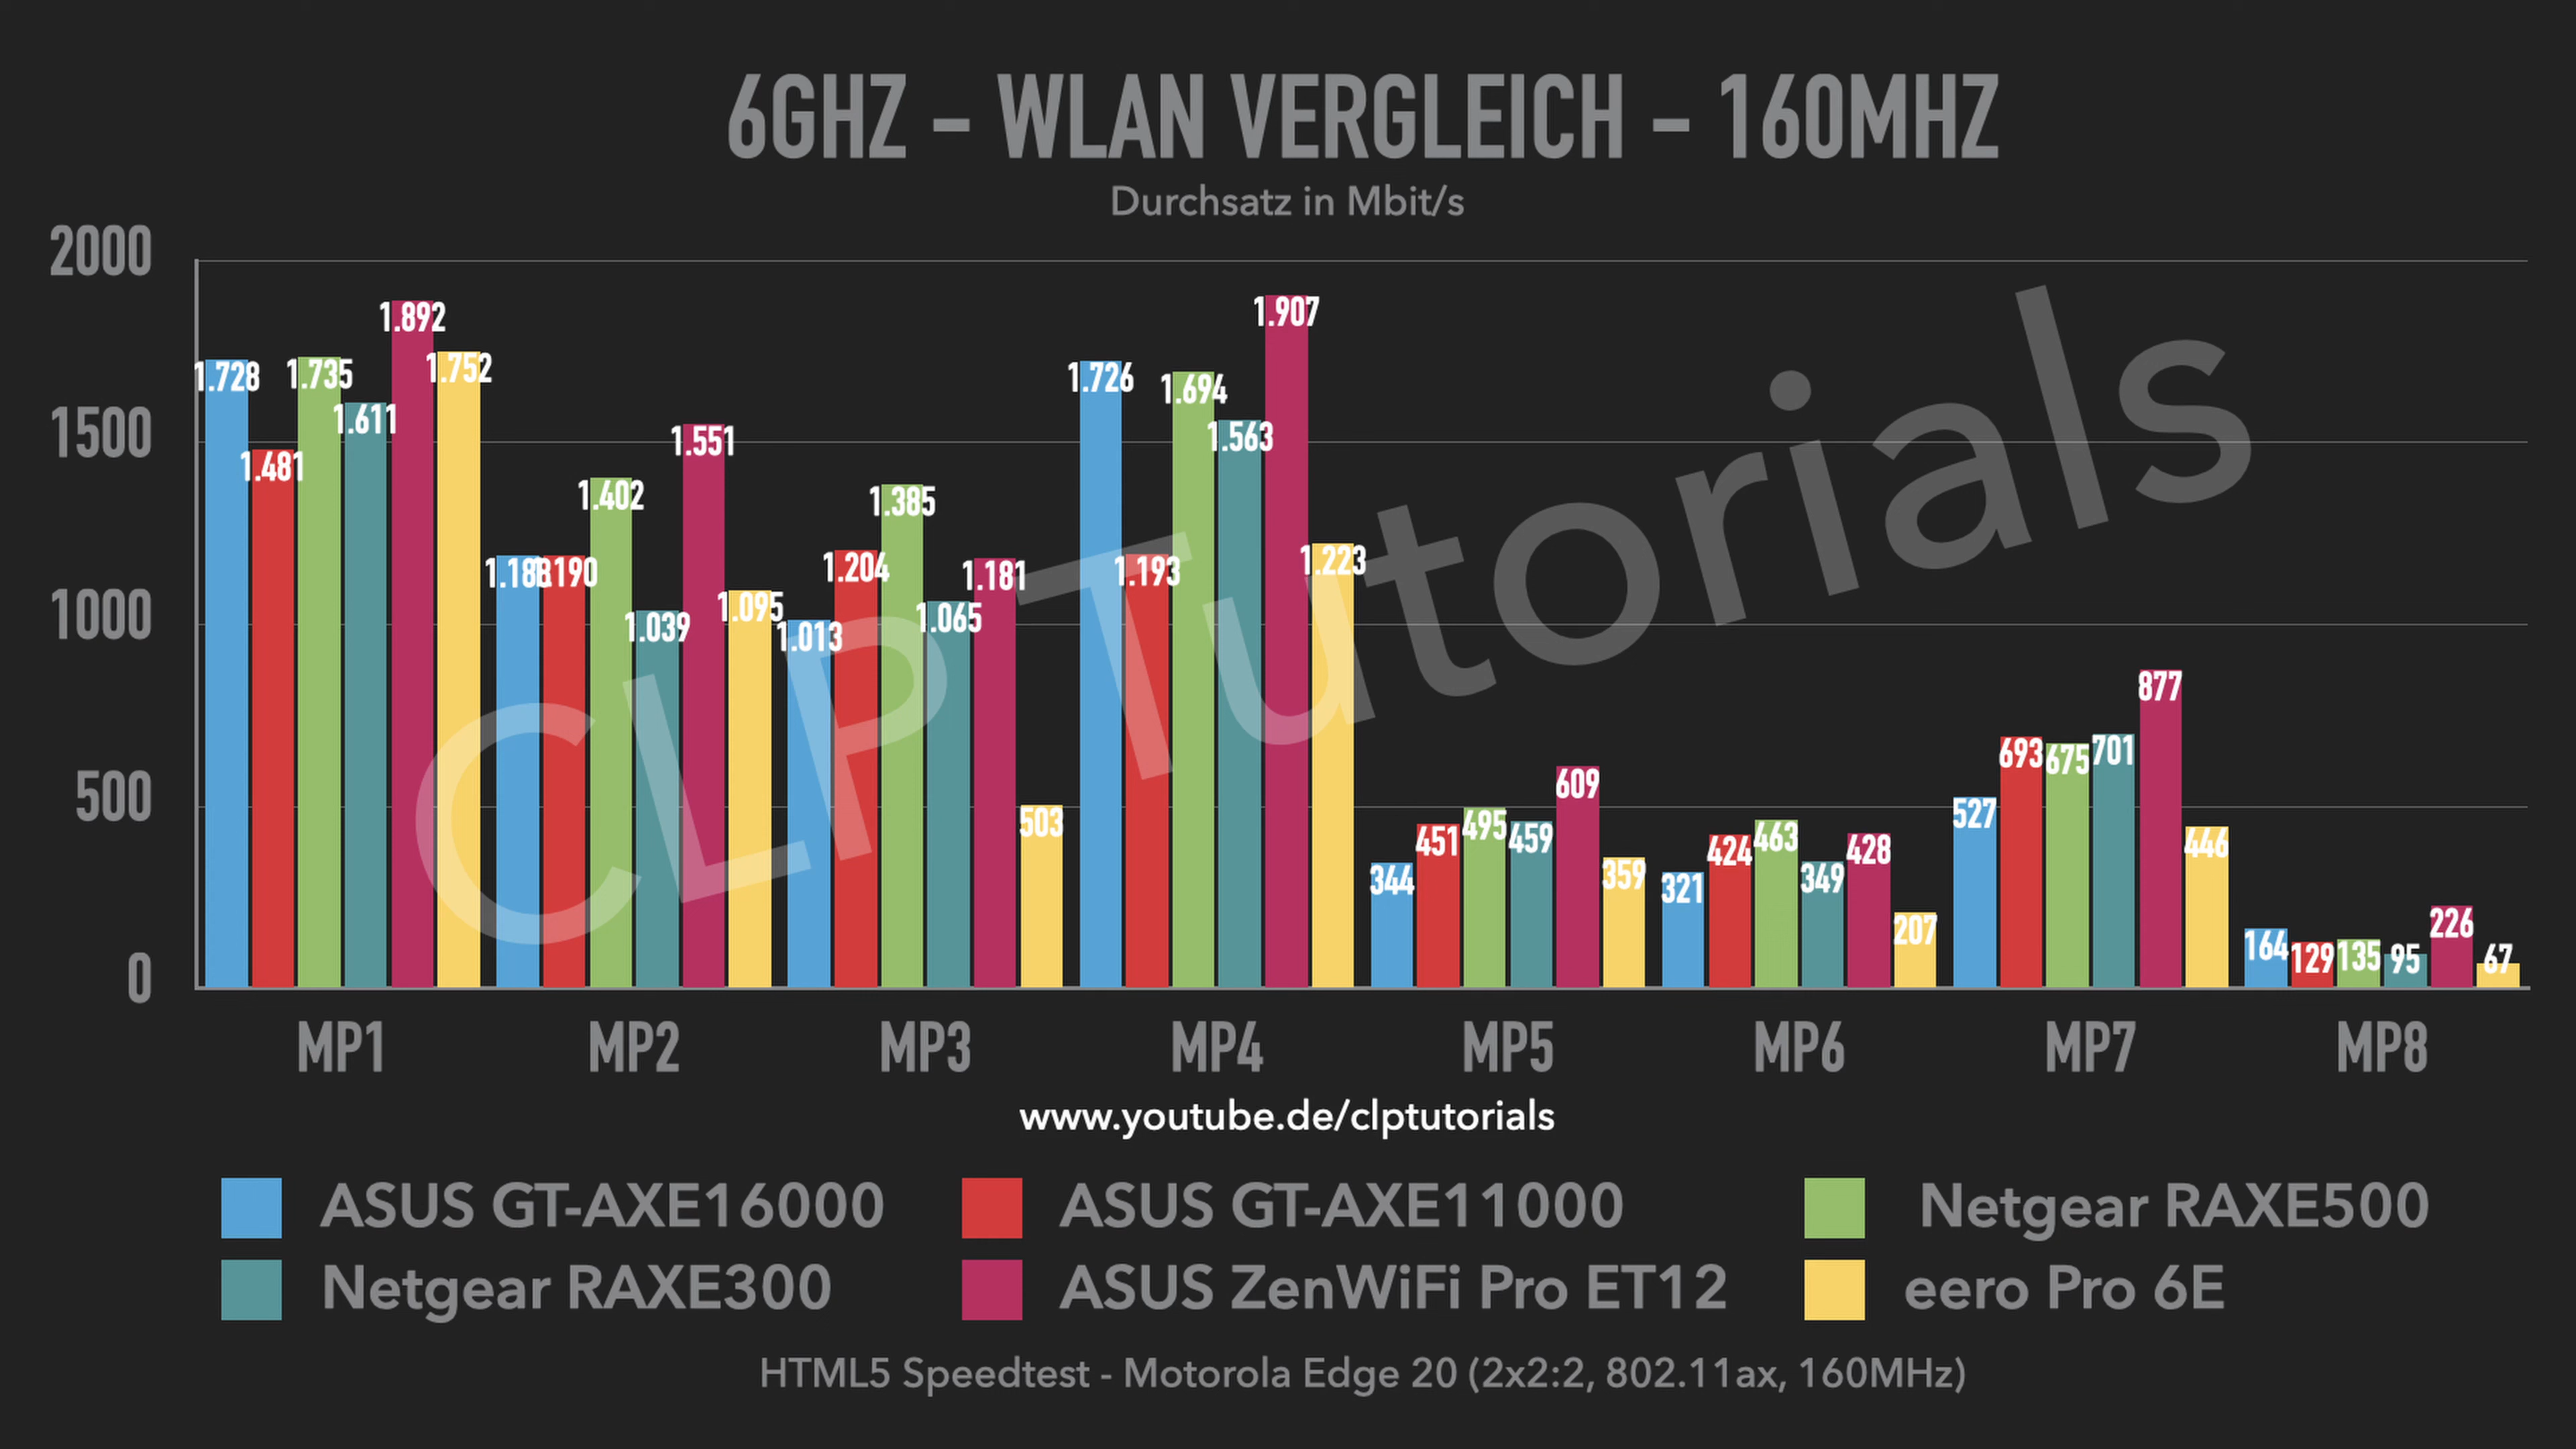 6GHZ - WLAN VERGLEICH - 160MHZ
Durchsatz in Mbit/s
2000
1500
1000
500
0
1.728 1.481 1.735 1.611 1.892 1.752
1.190 1.402 1.039 1.551 1.095
1.013 1.204 1.385 1.065 1.181 503
1.726 1.193 1.694 1.563 1.907 1.223
344 451 495 459 609 359
321 424 463 349 428 207
527 693 675 701 877 446
164 129 135 95 226 67
CLP Tutorials
MP1 MP2 MP3 MP4 MP5 MP6 MP7 MP8
www.youtube.de/clptutorials
ASUS GT-AXE16000 ASUS GT-AXE11000 Netgear RAXE500
Netgear RAXE300 ASUS ZenWiFi Pro ET12 eero Pro 6E
HTML5 Speedtest - Motorola Edge 20 (2x2:2, 802.11ax, 160MHz)